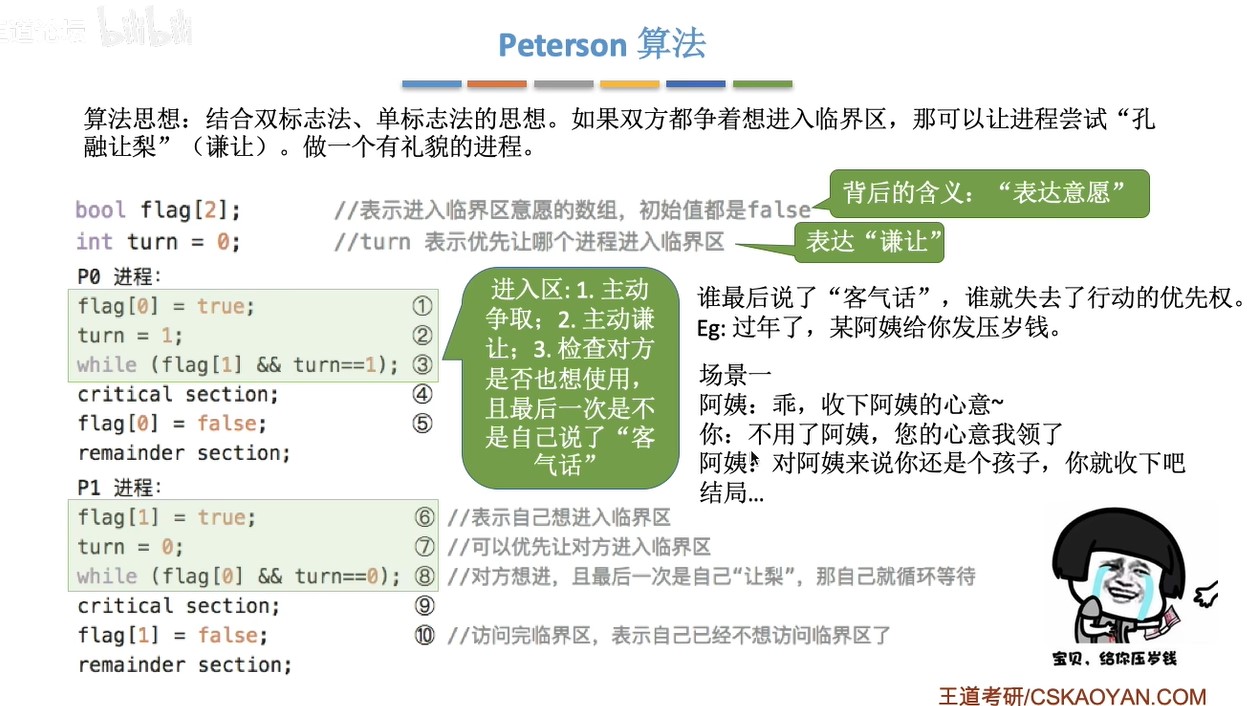 王道论坛 bilibili
Peterson 算法
算法思想：结合双标志法、单标志法的思想。如果双方都争着想进入临界区，那可以让进程尝试“孔
融让梨”（谦让）。做一个有礼貌的进程。
bool flag[2]; //表示进入临界区意愿的数组，初始值都是false
背后的含义：“表达意愿”
int turn = 0; //turn 表示优先让哪个进程进入临界区
表达“谦让”
P0 进程：
flag[0] = true; ①
turn = 1; ②
while (flag[1] && turn==1); ③
critical section; ④
flag[0] = false; ⑤
remainder section;
进入区: 1. 主动
争取；2. 主动谦
让；3. 检查对方
是否也想使用，
且最后一次是不
是自己说了“客
气话”
谁最后说了“客气话”，谁就失去了行动的优先权。
Eg: 过年了，某阿姨给你发压岁钱。
场景一
阿姨：乖，收下阿姨的心意~
你：不用了阿姨，您的心意我领了
阿姨：对阿姨来说你还是个孩子，你就收下吧
结局...
P1 进程：
flag[1] = true; ⑥ //表示自己想进入临界区
turn = 0; ⑦ //可以优先让对方进入临界区
while (flag[0] && turn==0); ⑧ //对方想进，且最后一次是自己“让梨”，那自己就循环等待
critical section; ⑨
flag[1] = false; ⑩ //访问完临界区，表示自己已经不想访问临界区了
remainder section;
宝贝、给你压岁钱
王道考研/CSKAOYAN.COM